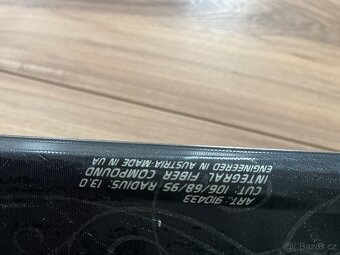 ART: 910433
CUT: 106/68/95 RADIUS: 13.0
INTEGRAL FIBER COMPOUND
ENGINEERED IN AUSTRIA·MADE IN UA
Bazoš.cz